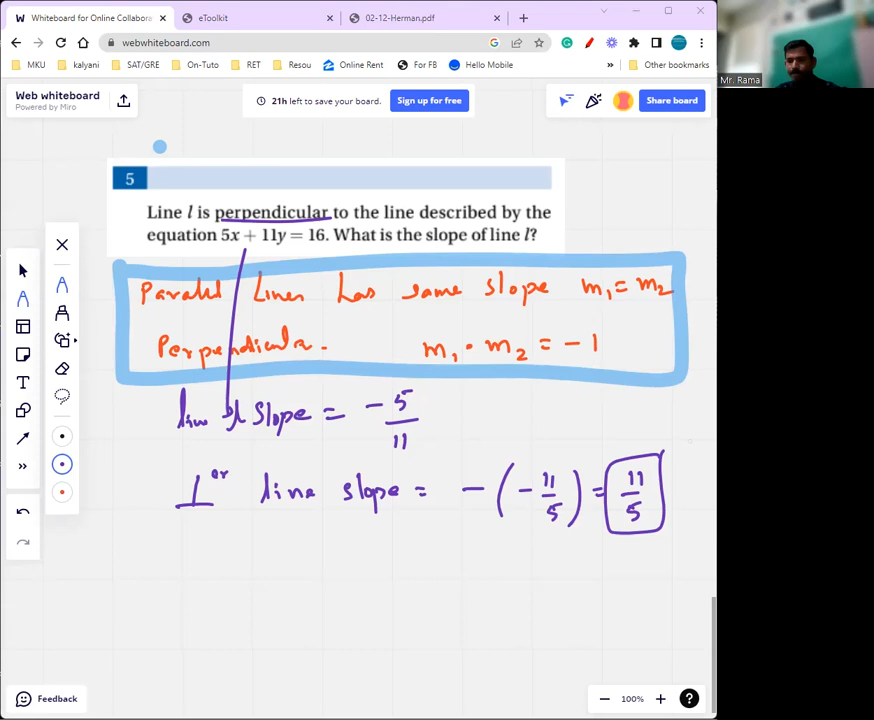 Whiteboard for Online Collabora
eToolkit
02-12-Herman.pdf
webwhiteboard.com
MKU
kalyani
SAT/GRE
On-Tuto
RET
Resou
Online Rent
For FB
Hello Mobile
»
Other bookmarks
Mr. Rama
Web whiteboard
Powered by Miro
21h left to save your board.
Sign up for free
Share board
5
Line l is perpendicular to the line described by the
equation 5x + 11y = 16. What is the slope of line l?
Parallel Lines has same slope m₁ = m₂
Perpendicular. m₁ · m₂ = -1
line l slope = -5/11
⊥ar line slope = -(-11/5) = 11/5
Feedback
100%